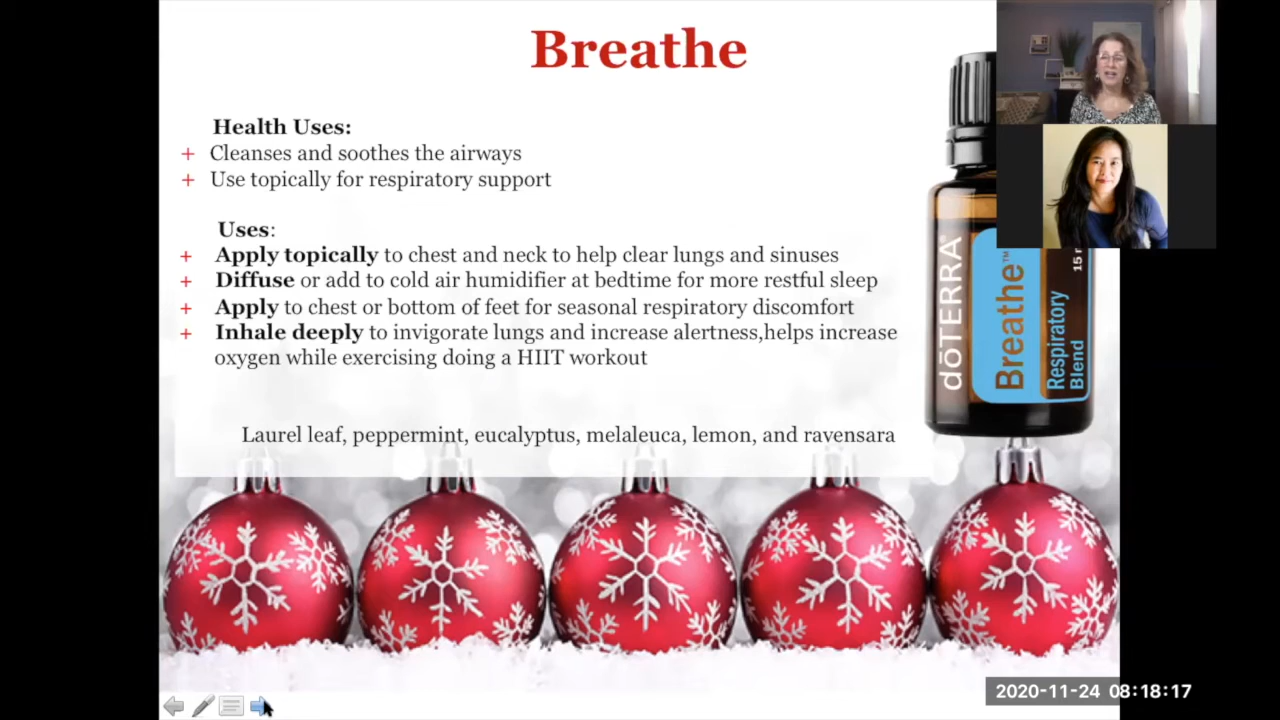 Breathe
Health Uses:
+ Cleanses and soothes the airways
+ Use topically for respiratory support
Uses:
+ Apply topically to chest and neck to help clear lungs and sinuses
+ Diffuse or add to cold air humidifier at bedtime for more restful sleep
+ Apply to chest or bottom of feet for seasonal respiratory discomfort
+ Inhale deeply to invigorate lungs and increase alertness,helps increase
oxygen while exercising doing a HIIT workout
Laurel leaf, peppermint, eucalyptus, melaleuca, lemon, and ravensara
dōTERRA
Breathe™
Respiratory
Blend
15
2020-11-24 08:18:17